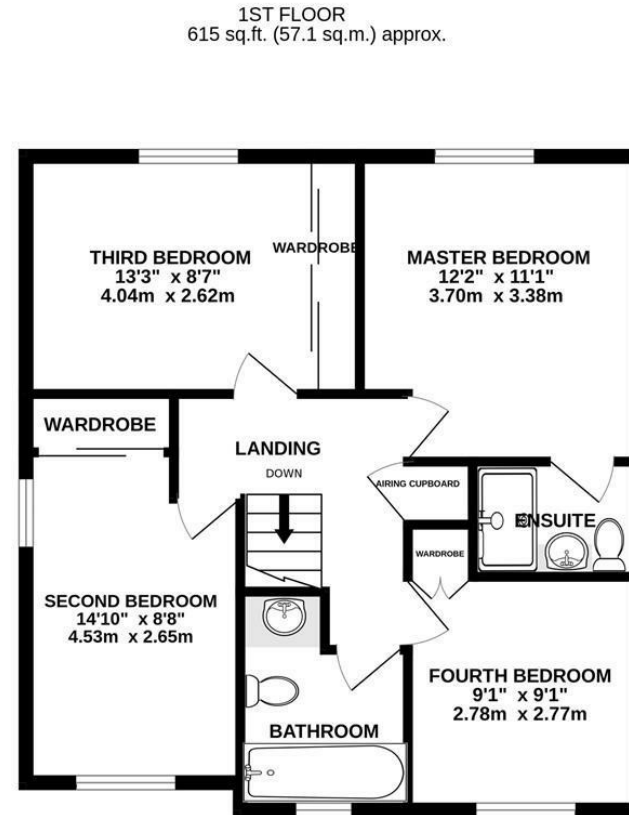 1ST FLOOR
615 sq.ft. (57.1 sq.m.) approx.
THIRD BEDROOM
13'3" x 8'7"
4.04m x 2.62m
WARDROBE
MASTER BEDROOM
12'2" x 11'1"
3.70m x 3.38m
WARDROBE
LANDING
DOWN
AIRING CUPBOARD
ENSUITE
WARDROBE
SECOND BEDROOM
14'10" x 8'8"
4.53m x 2.65m
FOURTH BEDROOM
9'1" x 9'1"
2.78m x 2.77m
BATHROOM